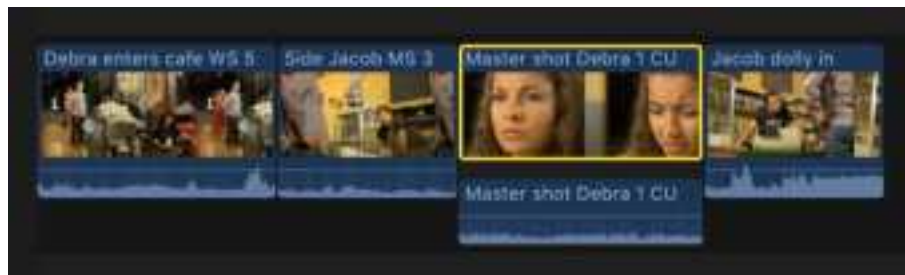 Debra enters cafe WS 5
Side Jacob MS 3
Master shot Debra 1 CU
Jacob dolly in
Master shot Debra 1 CU